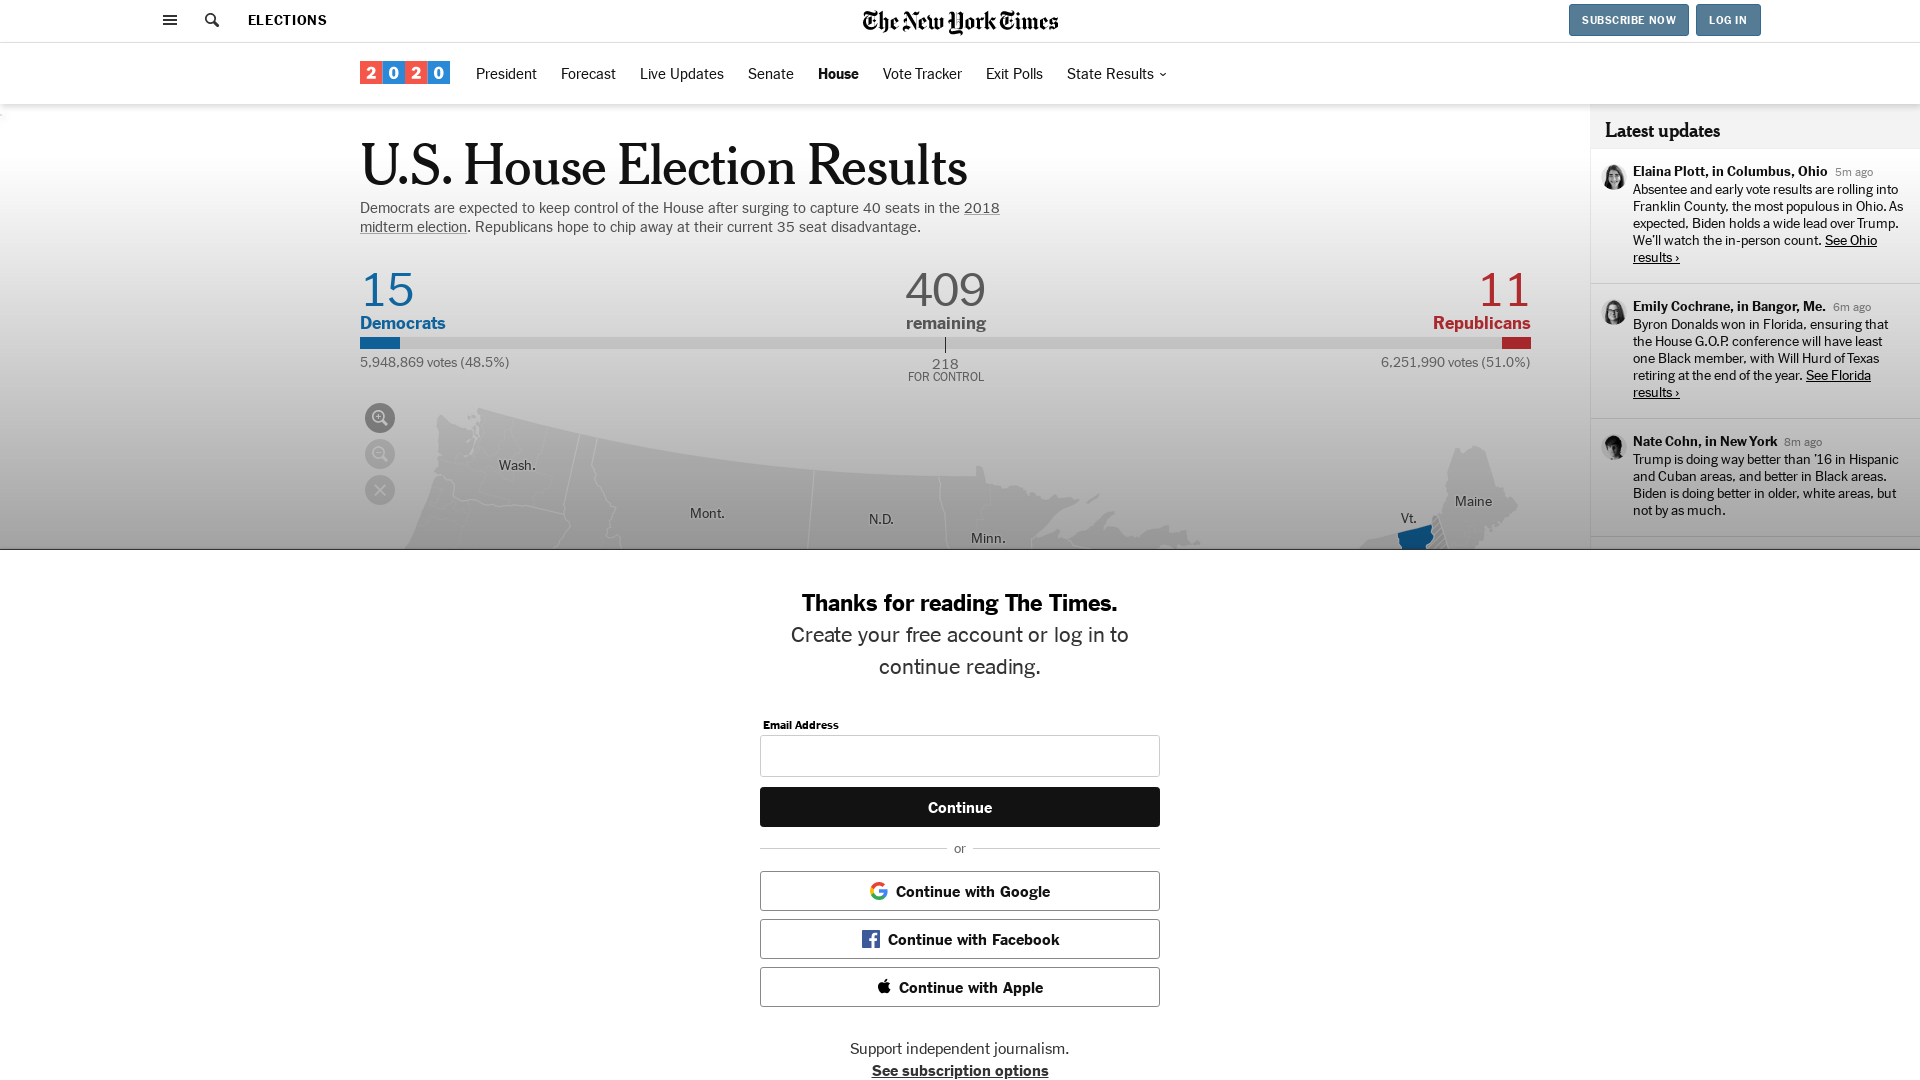 ELECTIONS
The New York Times
SUBSCRIBE NOW
LOG IN
2020
President
Forecast
Live Updates
Senate
House
Vote Tracker
Exit Polls
State Results
U.S. House Election Results
Democrats are expected to keep control of the House after surging to capture 40 seats in the 2018
midterm election. Republicans hope to chip away at their current 35 seat disadvantage.
15
409
11
Democrats
remaining
Republicans
5,948,869 votes (48.5%)
218
6,251,990 votes (51.0%)
FOR CONTROL
Wash.
Mont.
N.D.
Minn.
Vt.
Maine
Latest updates
Elaina Plott, in Columbus, Ohio 5m ago
Absentee and early vote results are rolling into
Franklin County, the most populous in Ohio. As
expected, Biden holds a wide lead over Trump.
We’ll watch the in-person count. See Ohio
results ›
Emily Cochrane, in Bangor, Me. 6m ago
Byron Donalds won in Florida, ensuring that
the House G.O.P. conference will have least
one Black member, with Will Hurd of Texas
retiring at the end of the year. See Florida
results ›
Nate Cohn, in New York 8m ago
Trump is doing way better than ’16 in Hispanic
and Cuban areas, and better in Black areas.
Biden is doing better in older, white areas, but
not by as much.
Thanks for reading The Times.
Create your free account or log in to
continue reading.
Email Address
Continue
or
Continue with Google
Continue with Facebook
Continue with Apple
Support independent journalism.
See subscription options